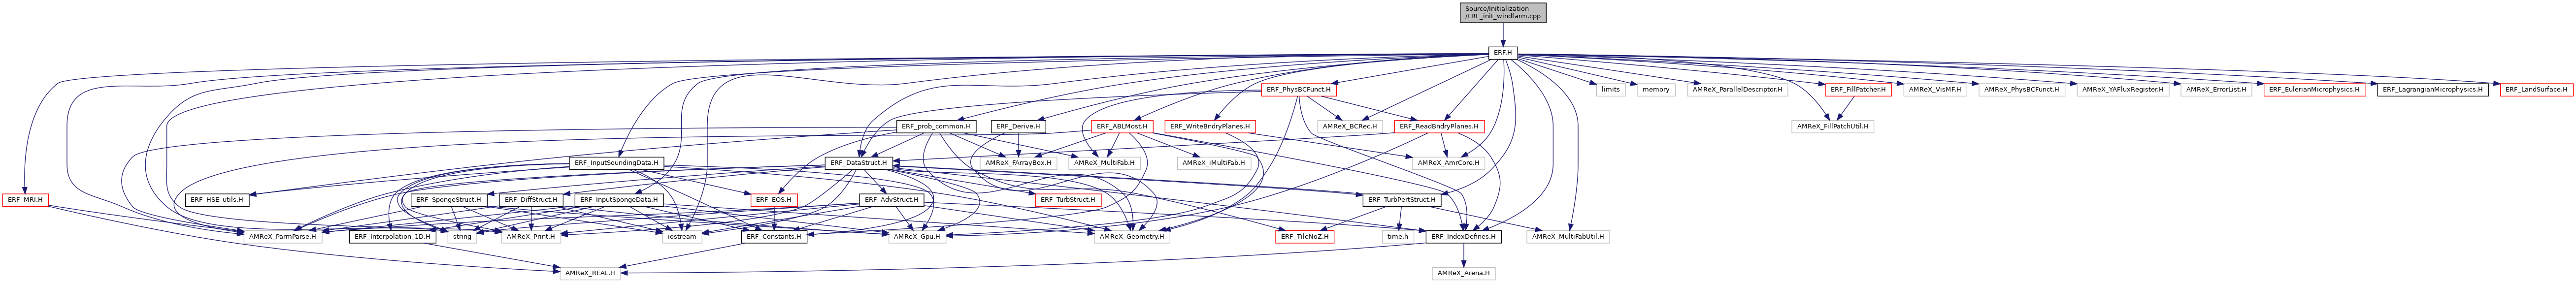 Source/Initialization
/ERF_init_windfarm.cpp
ERF.H
ERF_PhysBCFunct.H
limits
memory
AMReX_ParallelDescriptor.H
ERF_FillPatcher.H
AMReX_VisMF.H
AMReX_PhysBCFunct.H
AMReX_YAFluxRegister.H
AMReX_ErrorList.H
ERF_EulerianMicrophysics.H
ERF_LagrangianMicrophysics.H
ERF_LandSurface.H
ERF_prob_common.H
ERF_Derive.H
ERF_ABLMost.H
ERF_WriteBndryPlanes.H
AMReX_BCRec.H
ERF_ReadBndryPlanes.H
AMReX_FillPatchUtil.H
ERF_InputSoundingData.H
ERF_DataStruct.H
AMReX_FArrayBox.H
AMReX_MultiFab.H
AMReX_iMultiFab.H
AMReX_AmrCore.H
ERF_MRI.H
ERF_HSE_utils.H
ERF_SpongeStruct.H
ERF_DiffStruct.H
ERF_InputSpongeData.H
ERF_EOS.H
ERF_AdvStruct.H
ERF_TurbStruct.H
ERF_TurbPertStruct.H
AMReX_ParmParse.H
ERF_Interpolation_1D.H
string
AMReX_Print.H
iostream
ERF_Constants.H
AMReX_Gpu.H
AMReX_Geometry.H
ERF_TileNoZ.H
time.h
ERF_IndexDefines.H
AMReX_MultiFabUtil.H
AMReX_REAL.H
AMReX_Arena.H